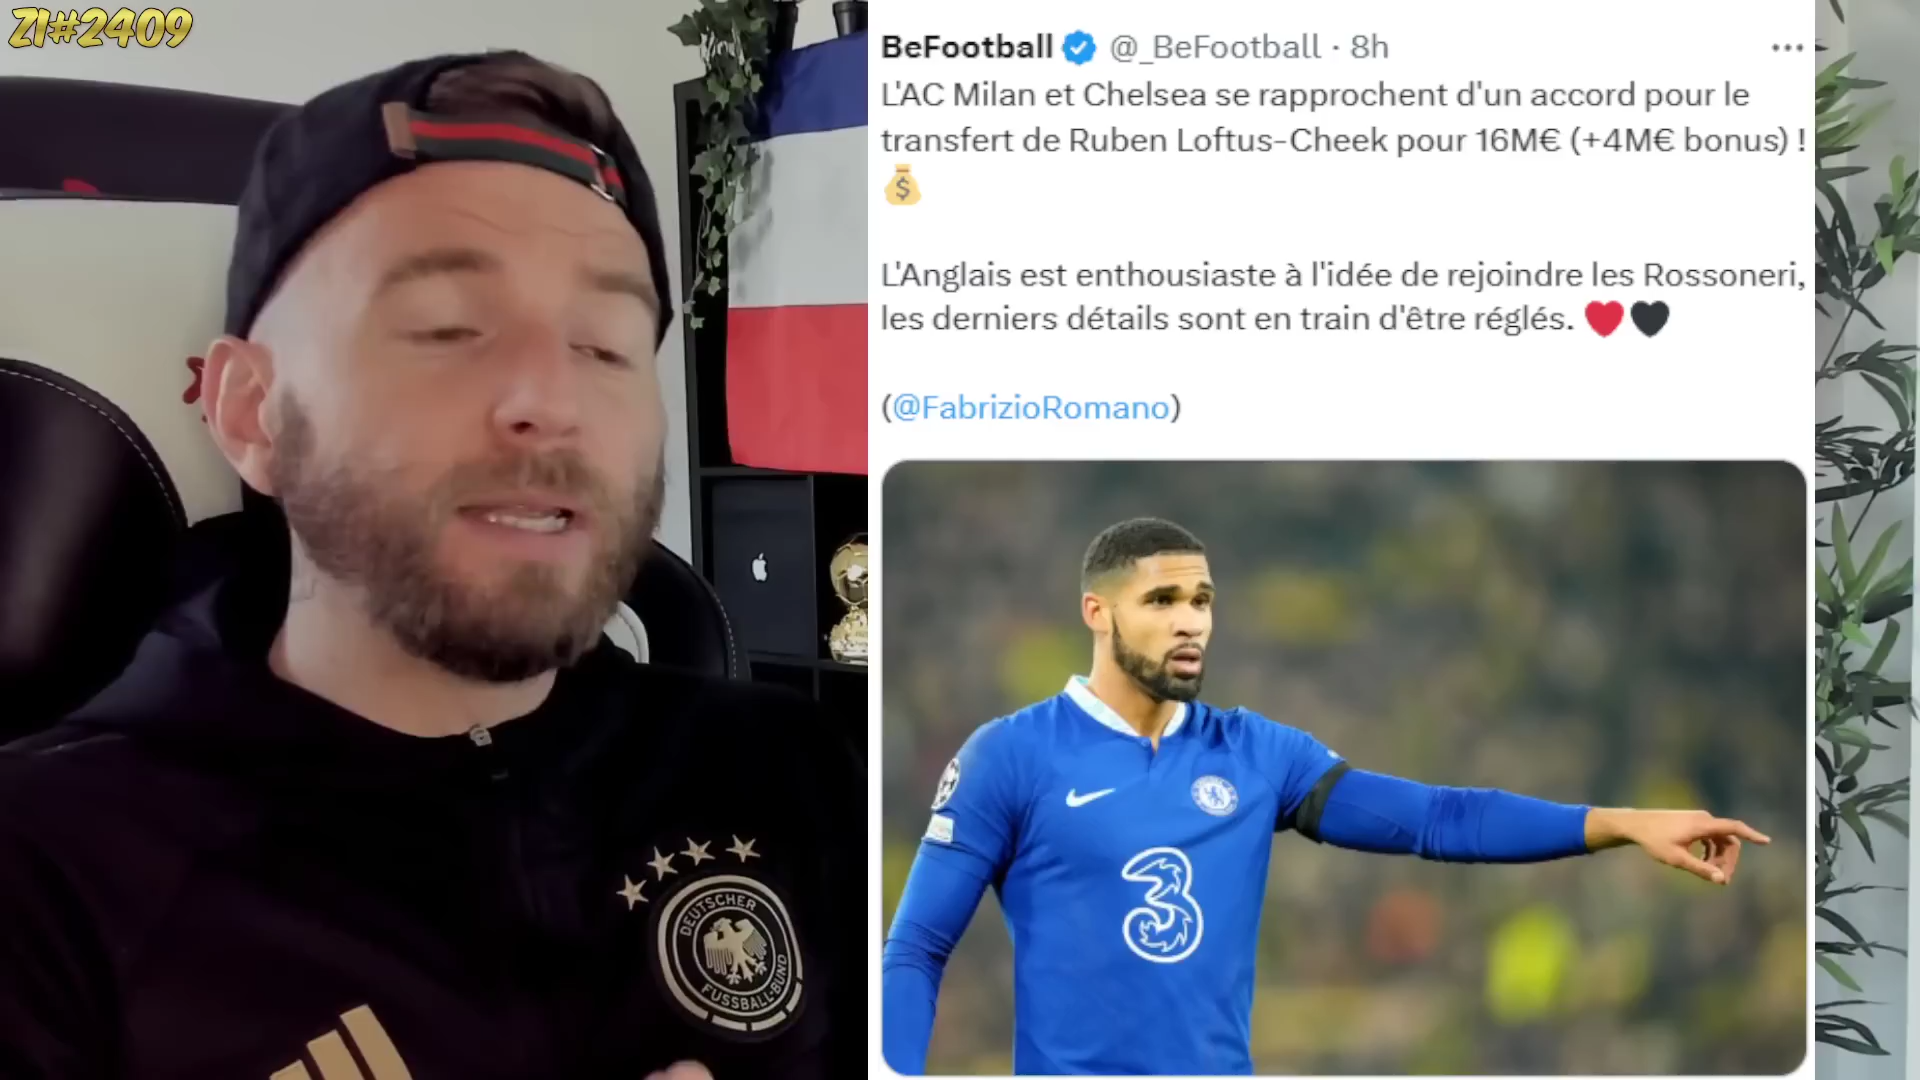 ZI#2409
BeFootball @_BeFootball · 8h
L'AC Milan et Chelsea se rapprochent d'un accord pour le
transfert de Ruben Loftus-Cheek pour 16M€ (+4M€ bonus) !
L'Anglais est enthousiaste à l'idée de rejoindre les Rossoneri,
les derniers détails sont en train d'être réglés.
(@FabrizioRomano)
3
DEUTSCHER
FUSSBALL-BUND